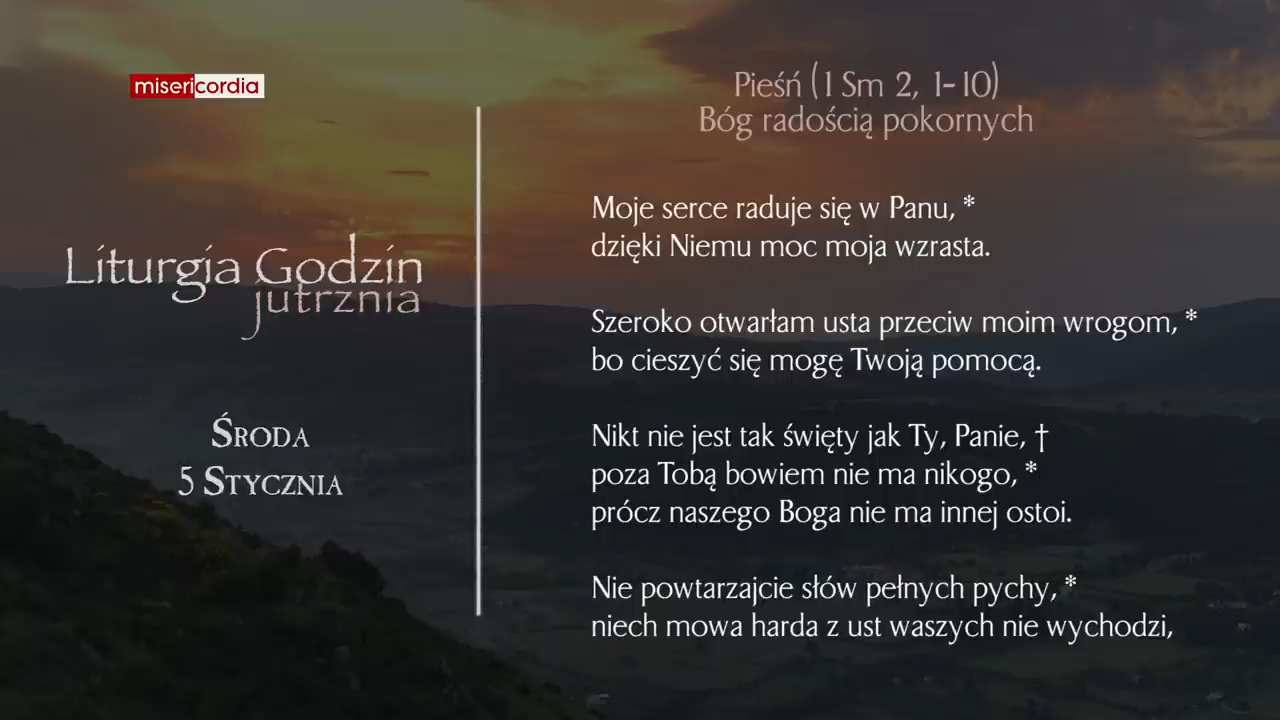 misericordia
Liturgia Godzin
jutrznia
Środa
5 Stycznia
Pieśń (1 Sm 2, 1-10)
Bóg radością pokornych
Moje serce raduje się w Panu, *
dzięki Niemu moc moja wzrasta.
Szeroko otwarłam usta przeciw moim wrogom, *
bo cieszyć się mogę Twoją pomocą.
Nikt nie jest tak święty jak Ty, Panie, †
poza Tobą bowiem nie ma nikogo, *
prócz naszego Boga nie ma innej ostoi.
Nie powtarzajcie słów pełnych pychy, *
niech mowa harda z ust waszych nie wychodzi,